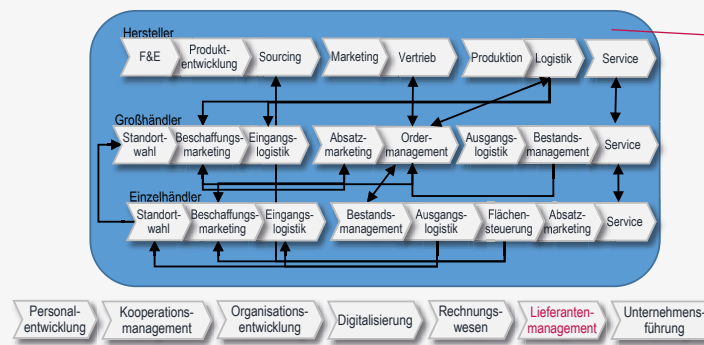 Hersteller
F&E
Produkt-
entwicklung
Sourcing
Marketing
Vertrieb
Produktion
Logistik
Service
Großhändler
Standort-
wahl
Beschaffungs-
marketing
Eingangs-
logistik
Absatz-
marketing
Order-
management
Ausgangs-
logistik
Bestands-
management
Service
Einzelhändler
Standort-
wahl
Beschaffungs-
marketing
Eingangs-
logistik
Bestands-
management
Ausgangs-
logistik
Flächen-
steuerung
Absatz-
marketing
Service
Personal-
entwicklung
Kooperations-
management
Organisations-
entwicklung
Digitalisierung
Rechnungs-
wesen
Lieferanten-
management
Unternehmens-
führung